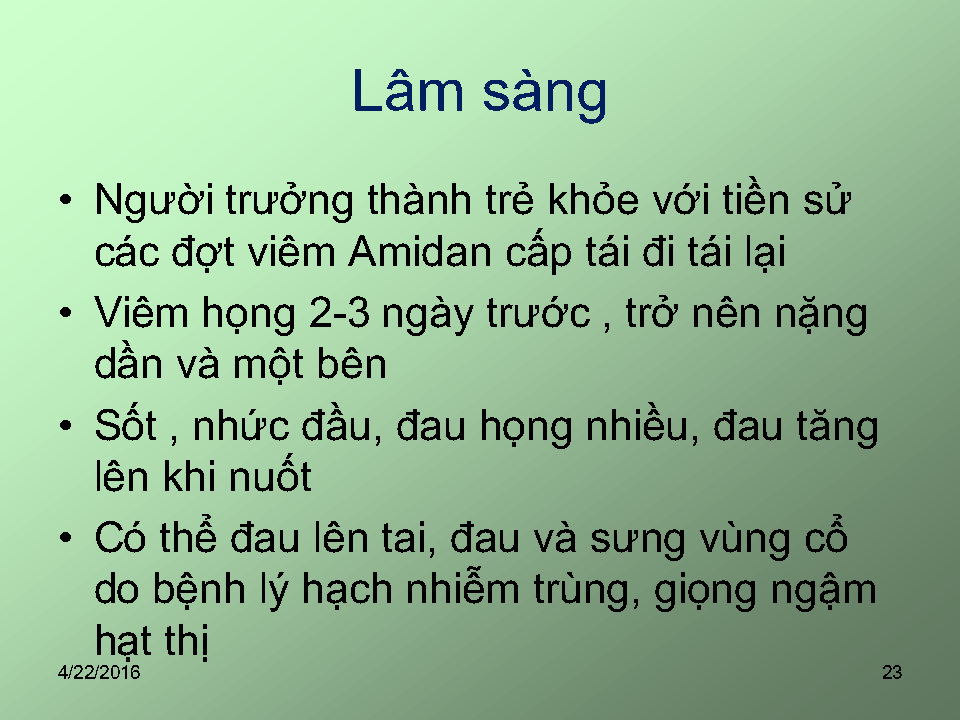 Lâm sàng
• Người trưởng thành trẻ khỏe với tiền sử
các đợt viêm Amidan cấp tái đi tái lại
• Viêm họng 2-3 ngày trước , trở nên nặng
dần và một bên
• Sốt , nhức đầu, đau họng nhiều, đau tăng
lên khi nuốt
• Có thể đau lên tai, đau và sưng vùng cổ
do bệnh lý hạch nhiễm trùng, giọng ngậm
hạt thị
4/22/2016 23